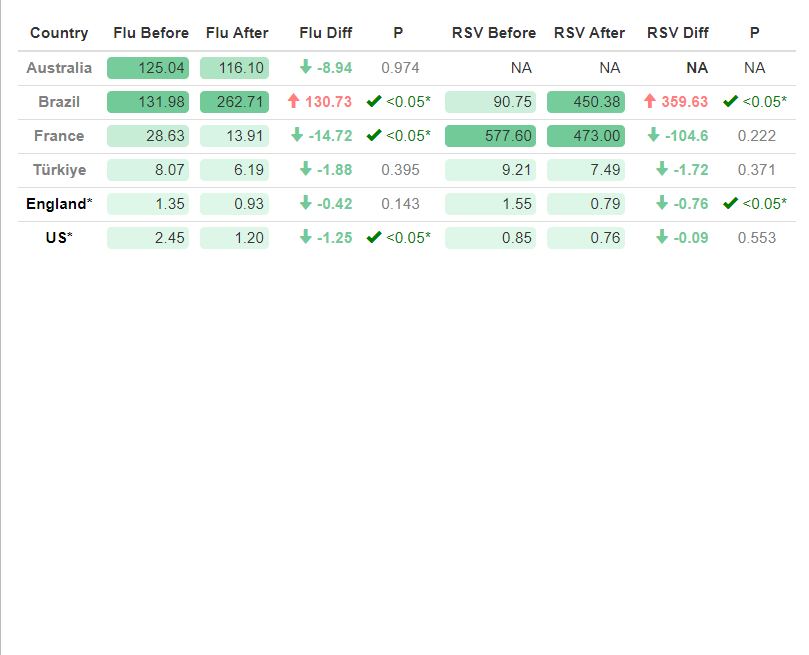 Country Flu Before Flu After Flu Diff P RSV Before RSV After RSV Diff P
Australia 125.04 116.10 -8.94 0.974 NA NA NA NA
Brazil 131.98 262.71 130.73 <0.05* 90.75 450.38 359.63 <0.05*
France 28.63 13.91 -14.72 <0.05* 577.60 473.00 -104.6 0.222
Türkiye 8.07 6.19 -1.88 0.395 9.21 7.49 -1.72 0.371
England* 1.35 0.93 -0.42 0.143 1.55 0.79 -0.76 <0.05*
US* 2.45 1.20 -1.25 <0.05* 0.85 0.76 -0.09 0.553